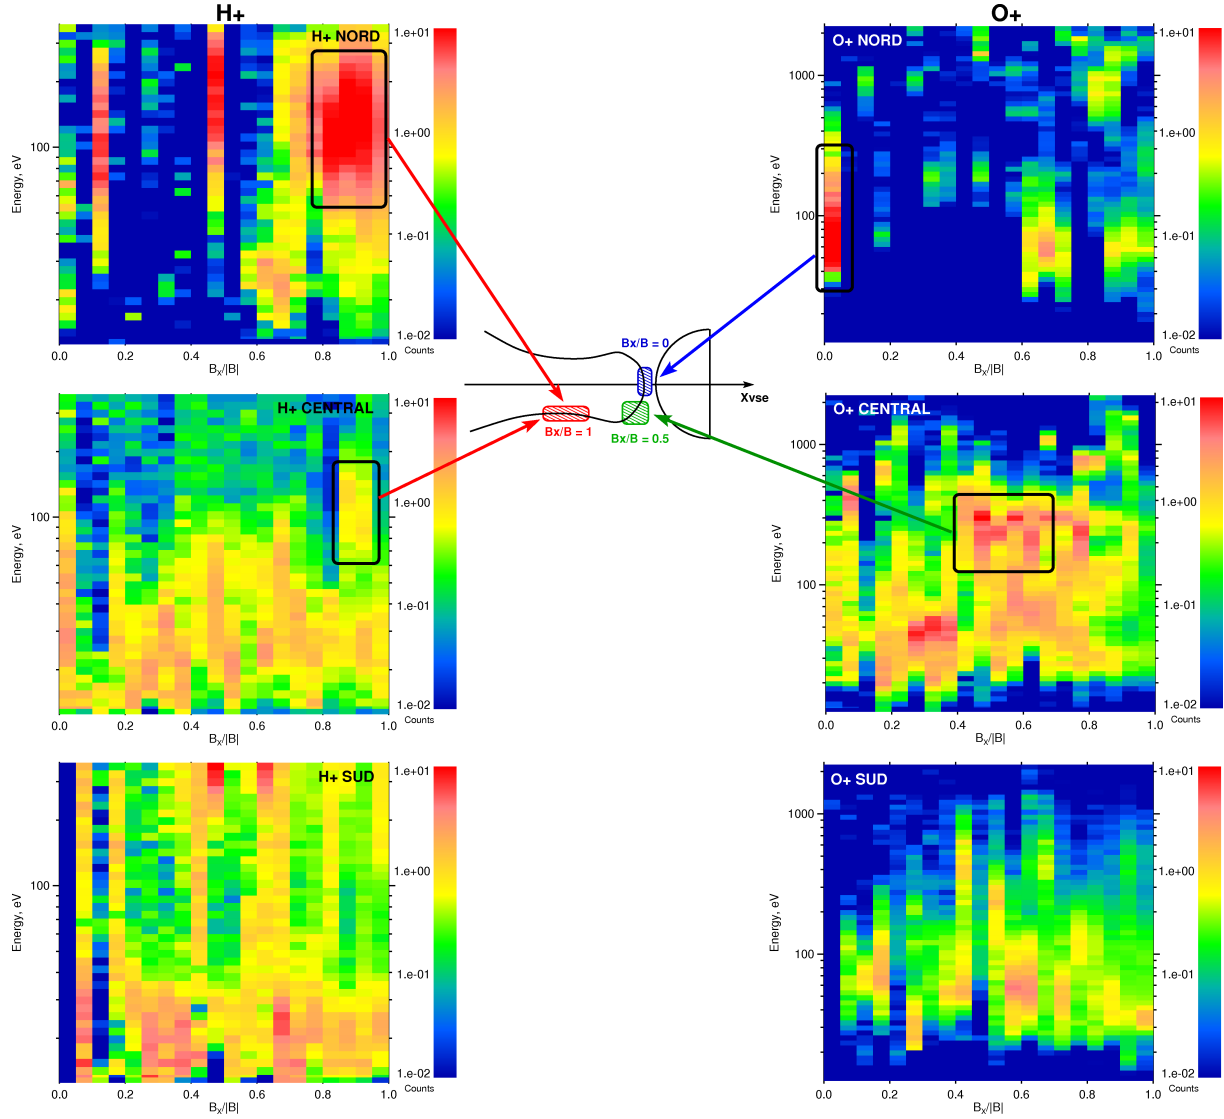 H+
O+
H+ NORD
Energy, eV
100
0.0 0.2 0.4 0.6 0.8 1.0
Bx/|B|
1.e+01
1.e+00
1.e-01
1.e-02
Counts
O+ NORD
Energy, eV
1000
100
0.0 0.2 0.4 0.6 0.8 1.0
Bx/|B|
1.e+01
1.e+00
1.e-01
1.e-02
Counts
Bx/B = 0
Xvse
Bx/B = 1
Bx/B = 0.5
H+ CENTRAL
Energy, eV
100
0.0 0.2 0.4 0.6 0.8 1.0
Bx/|B|
1.e+01
1.e+00
1.e-01
1.e-02
Counts
O+ CENTRAL
Energy, eV
1000
100
0.0 0.2 0.4 0.6 0.8 1.0
Bx/|B|
1.e+01
1.e+00
1.e-01
1.e-02
Counts
H+ SUD
Energy, eV
100
0.0 0.2 0.4 0.6 0.8 1.0
Bx/|B|
1.e+01
1.e+00
1.e-01
1.e-02
Counts
O+ SUD
Energy, eV
1000
100
0.0 0.2 0.4 0.6 0.8 1.0
Bx/|B|
1.e+01
1.e+00
1.e-01
1.e-02
Counts